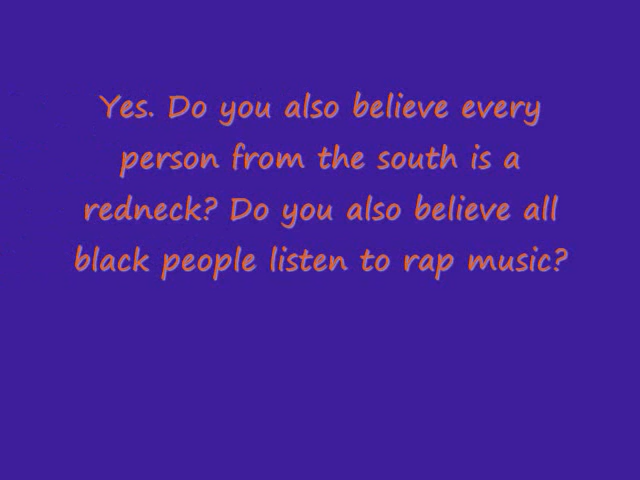 Yes. Do you also believe every
person from the south is a
redneck? Do you also believe all
black people listen to rap music?